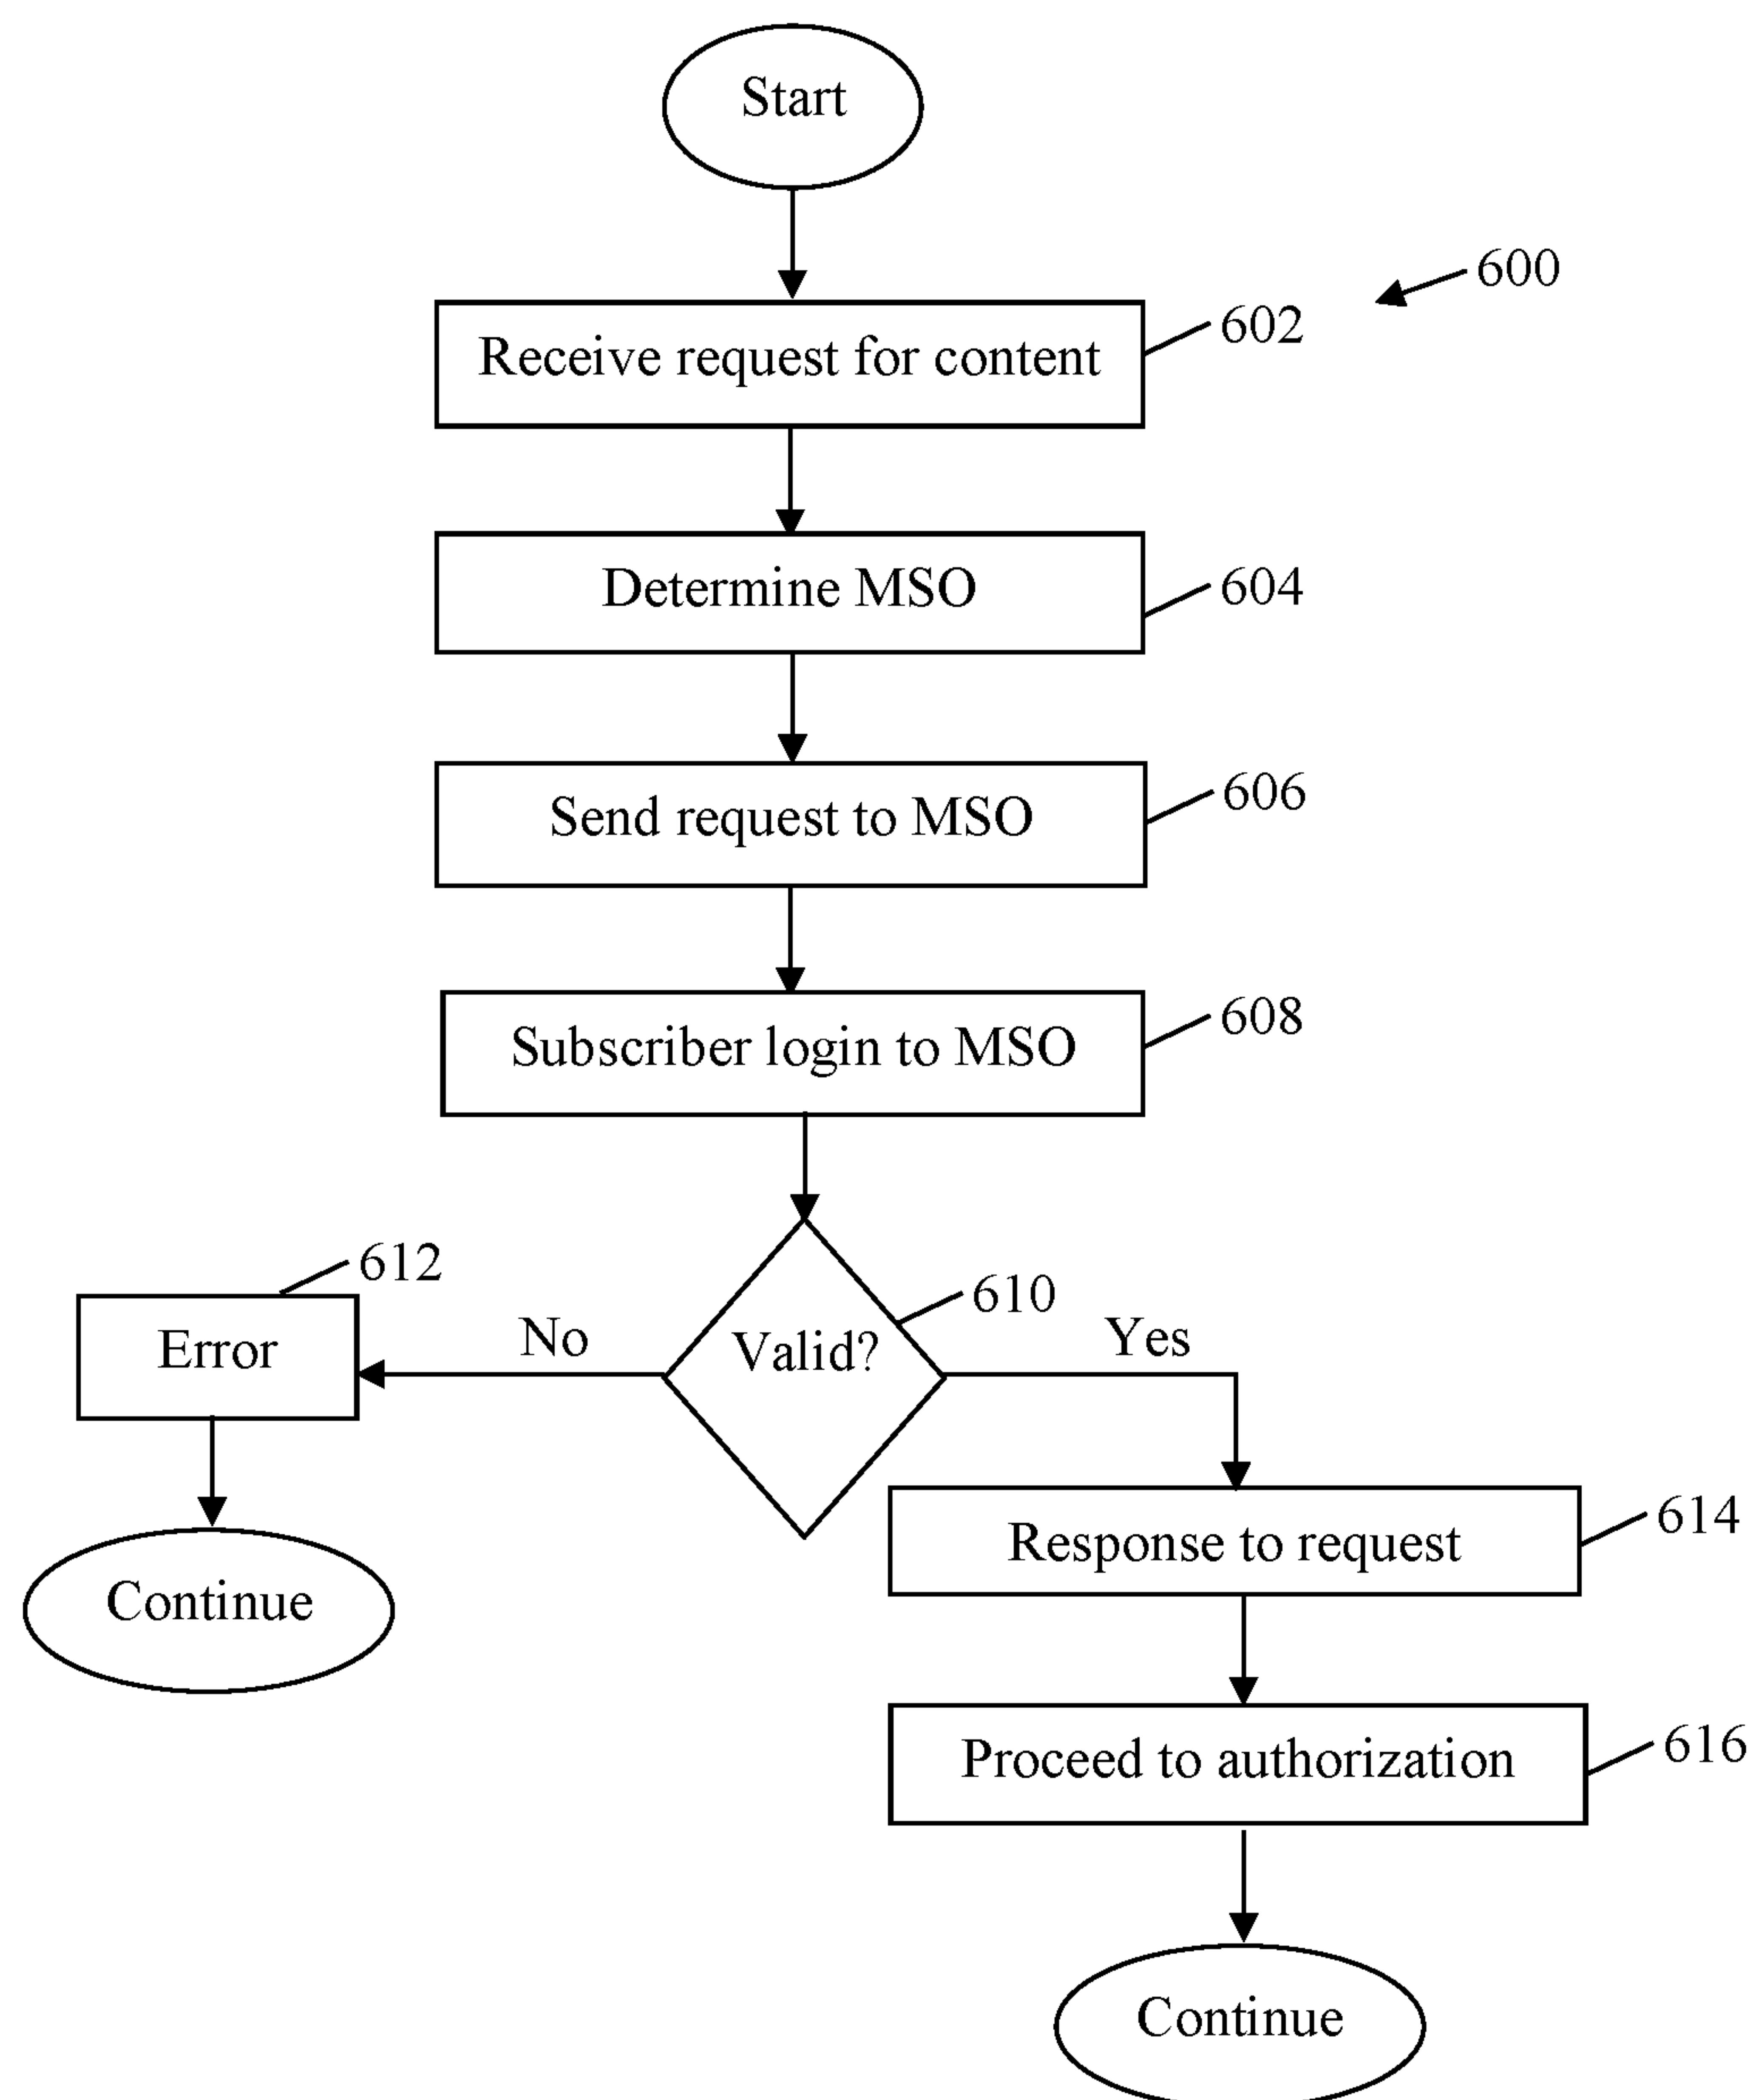 Start
600
Receive request for content
602
Determine MSO
604
Send request to MSO
606
Subscriber login to MSO
608
612
610
Error
No
Valid?
Yes
Response to request
614
Continue
Proceed to authorization
616
Continue